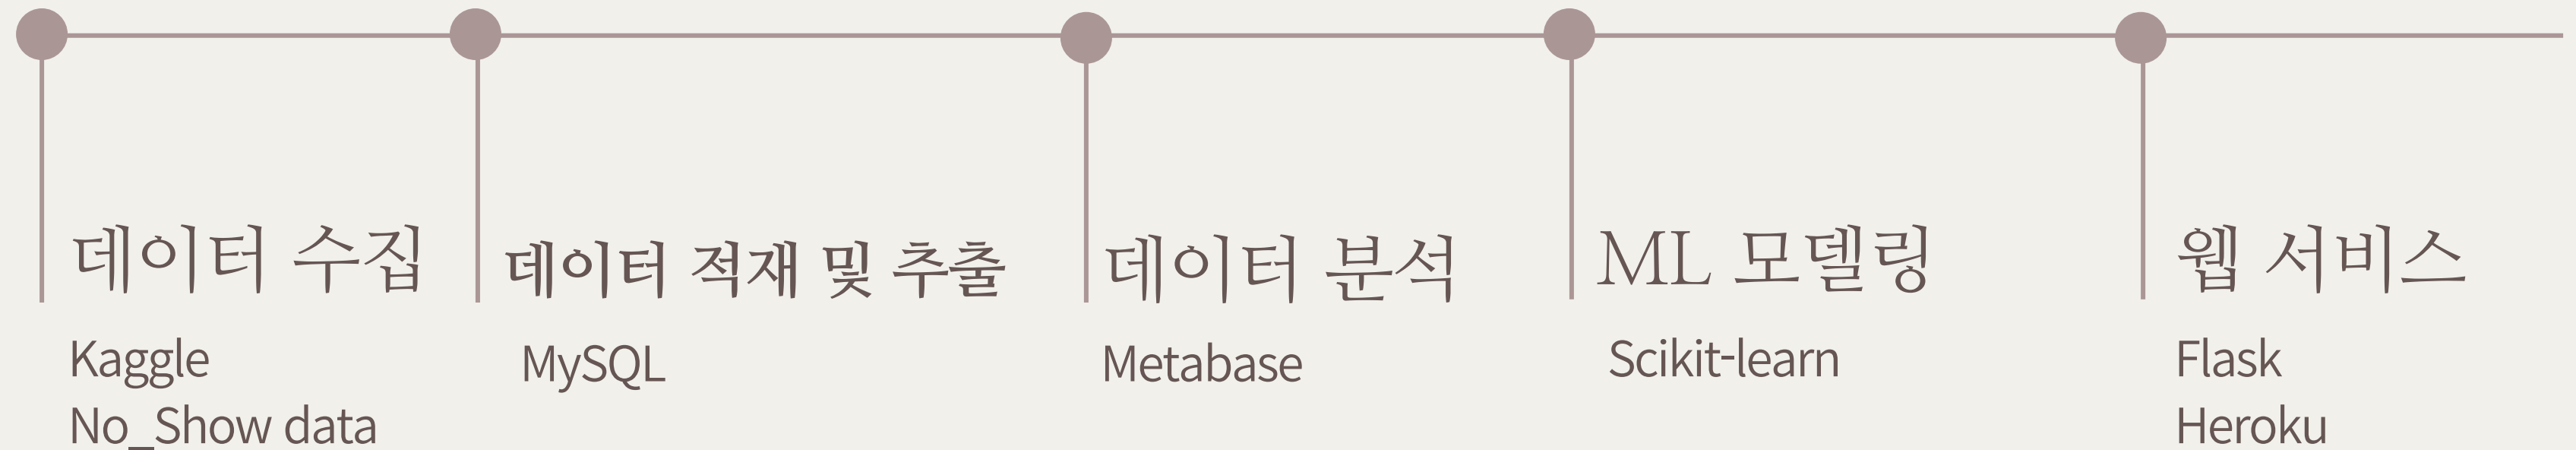 데이터 수집
Kaggle
No_Show data
데이터 적재 및 추출
MySQL
데이터 분석
Metabase
ML 모델링
Scikit-learn
웹 서비스
Flask
Heroku